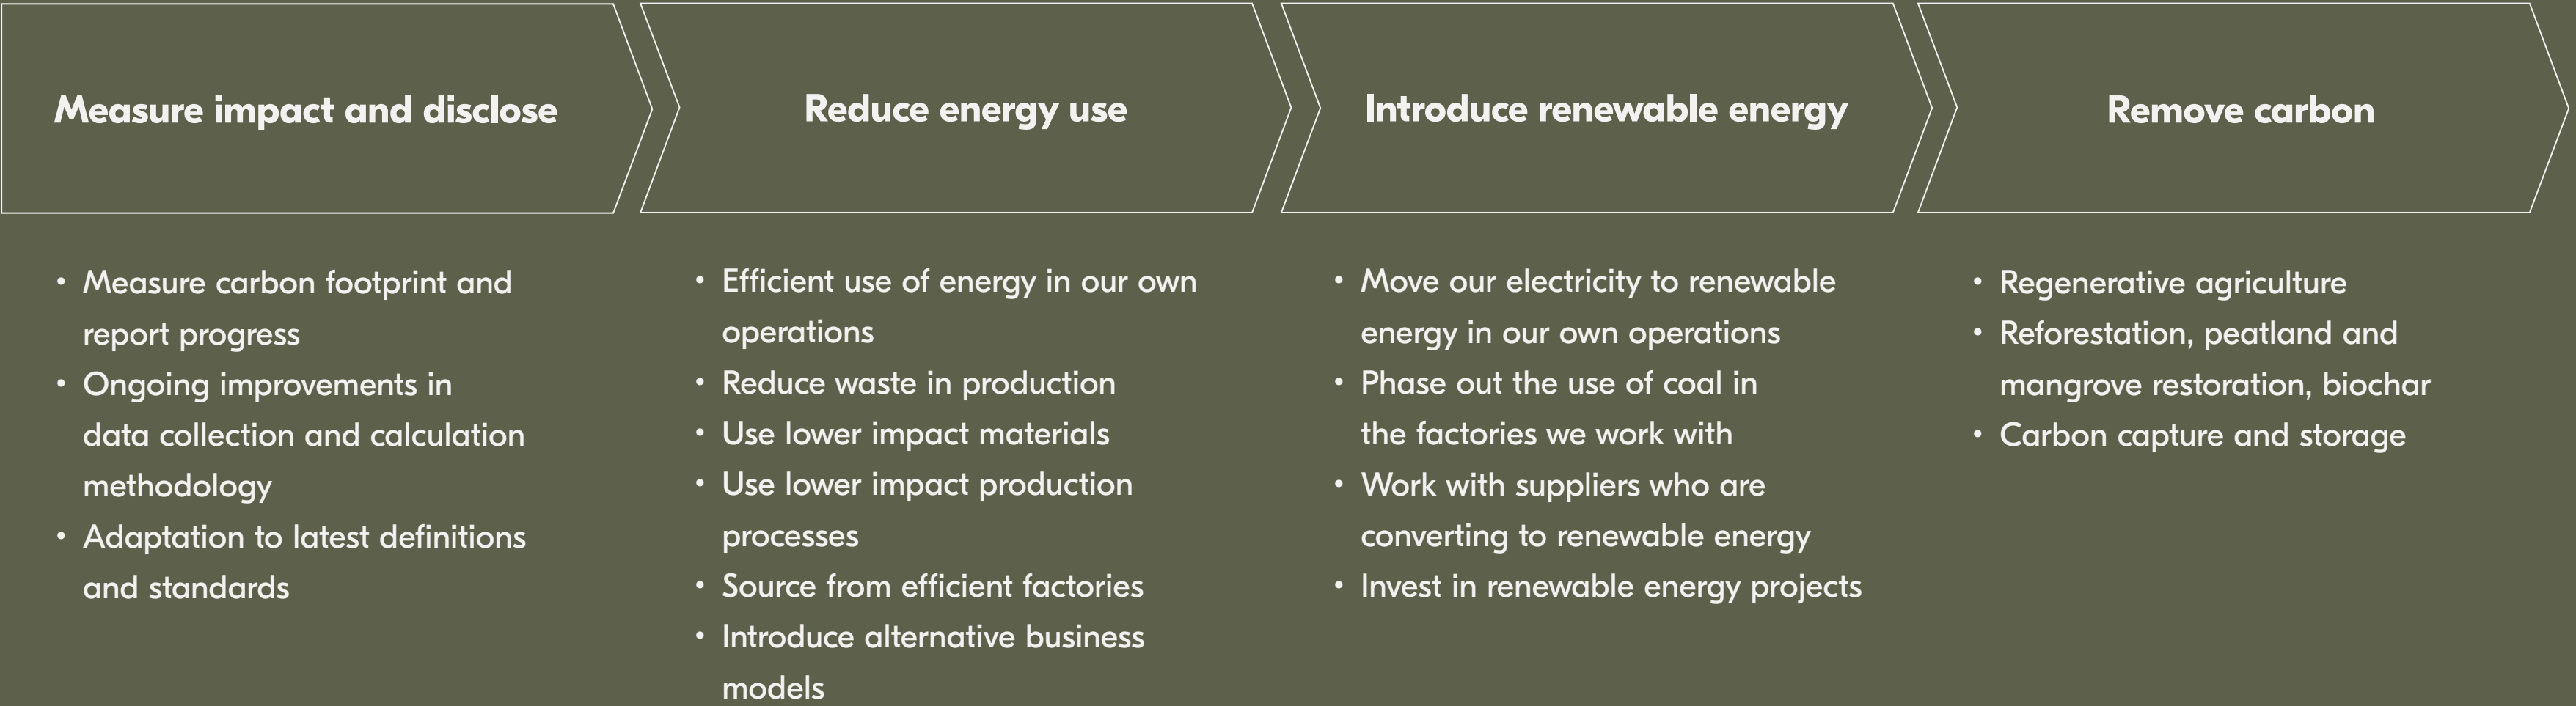 Measure impact and disclose
Reduce energy use
Introduce renewable energy
Remove carbon
• Measure carbon footprint and
report progress
• Ongoing improvements in
data collection and calculation
methodology
• Adaptation to latest definitions
and standards
• Efficient use of energy in our own
operations
• Reduce waste in production
• Use lower impact materials
• Use lower impact production
processes
• Source from efficient factories
• Introduce alternative business
models
• Move our electricity to renewable
energy in our own operations
• Phase out the use of coal in
the factories we work with
• Work with suppliers who are
converting to renewable energy
• Invest in renewable energy projects
• Regenerative agriculture
• Reforestation, peatland and
mangrove restoration, biochar
• Carbon capture and storage